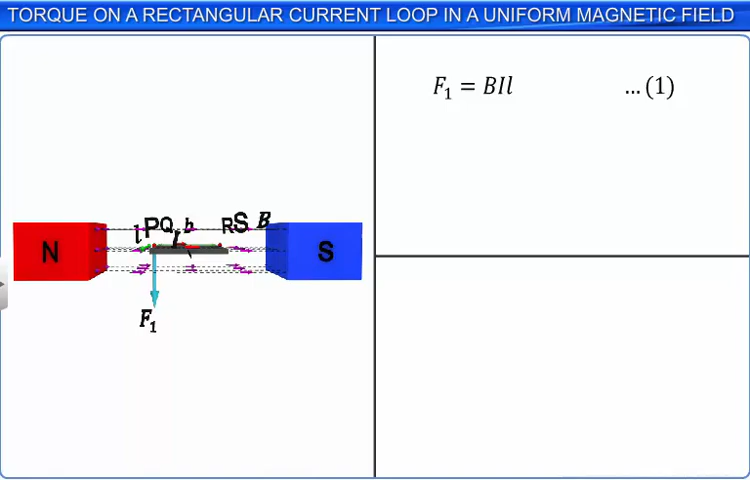 TORQUE ON A RECTANGULAR CURRENT LOOP IN A UNIFORM MAGNETIC FIELD
F₁ = BIl ...(1)
l P Q b R S B
I
N S
F₁